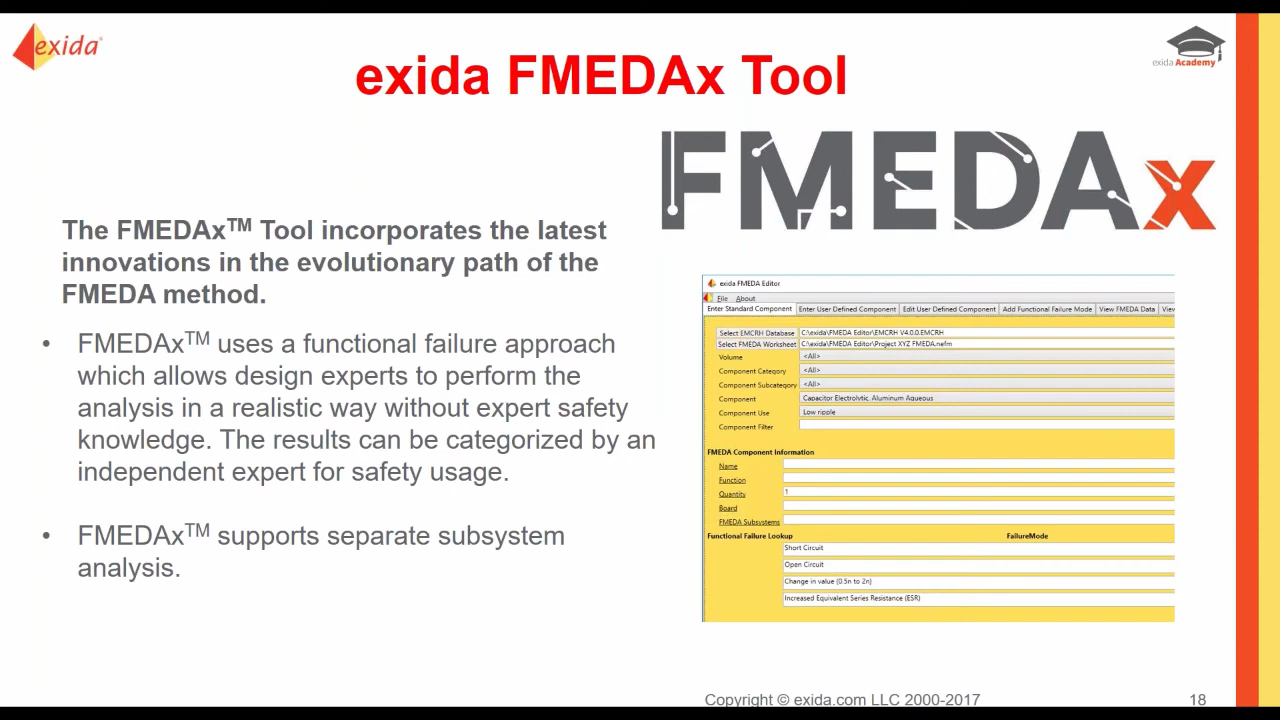 exida®
exida Academy
exida FMEDAx Tool
FMEDAx
The FMEDAx™ Tool incorporates the latest
innovations in the evolutionary path of the
FMEDA method.
• FMEDAx™ uses a functional failure approach
which allows design experts to perform the
analysis in a realistic way without expert safety
knowledge. The results can be categorized by an
independent expert for safety usage.
• FMEDAx™ supports separate subsystem
analysis.
exida FMEDA Editor
File About
Enter Standard Component Enter User Defined Component Edit User Defined Component Add Functional Failure Mode View FMEDA Data View
Select EMCRH Database C:\exida\FMEDA Editor\EMCRH V4.0.0.EMCRH
Select FMEDA Worksheet C:\exida\FMEDA Editor\Project XYZ FMEDA.nefm
Volume <All>
Component Category <All>
Component Subcategory <All>
Component Capacitor Electrolytic, Aluminum Aqueous
Component Use Low ripple
Component Filter
FMEDA Component Information
Name
Function
Quantity 1
Board
FMEDA Subsystems
Functional Failure Lookup FailureMode
Short Circuit
Open Circuit
Change in value (0.5n to 2n)
Increased Equivalent Series Resistance (ESR)
Copyright © exida.com LLC 2000-2017
18